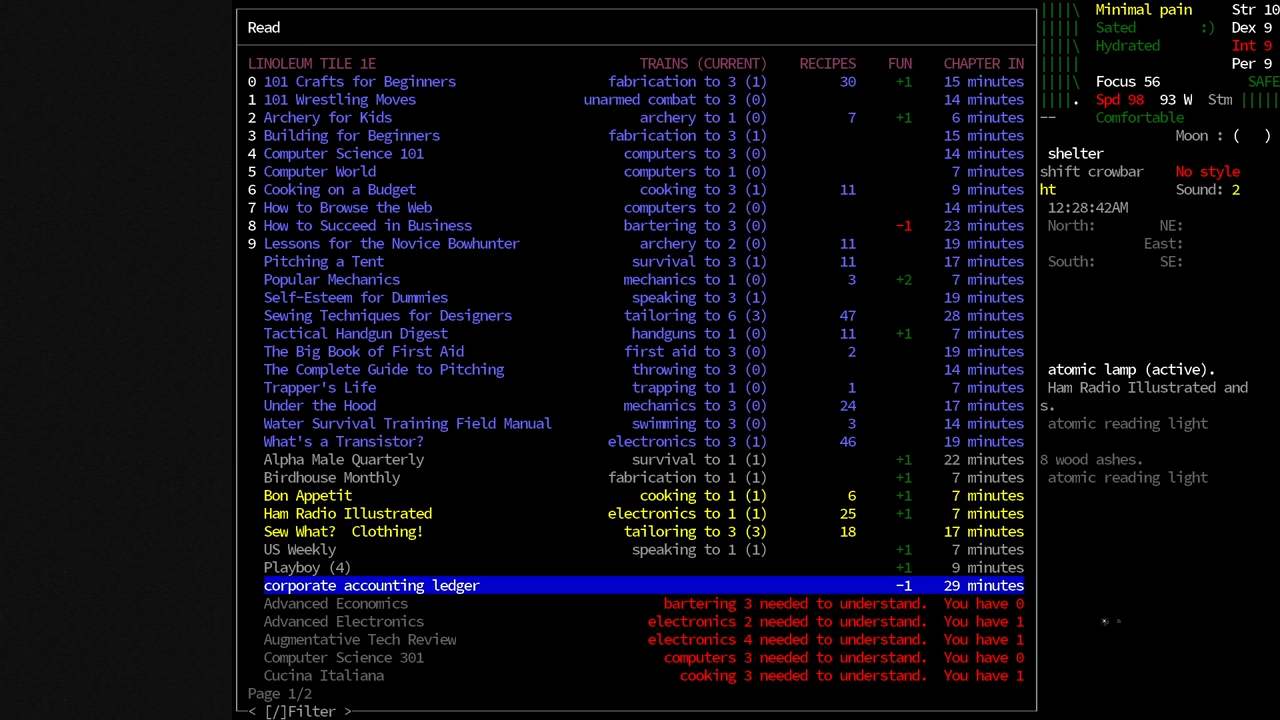 Read
LINOLEUM TILE 1E TRAINS (CURRENT) RECIPES FUN CHAPTER IN
0 101 Crafts for Beginners fabrication to 3 (1) 30 +1 15 minutes
1 101 Wrestling Moves unarmed combat to 3 (0) 14 minutes
2 Archery for Kids archery to 1 (0) 7 +1 6 minutes
3 Building for Beginners fabrication to 3 (1) 15 minutes
4 Computer Science 101 computers to 3 (0) 14 minutes
5 Computer World computers to 1 (0) 7 minutes
6 Cooking on a Budget cooking to 3 (1) 11 9 minutes
7 How to Browse the Web computers to 2 (0) 14 minutes
8 How to Succeed in Business bartering to 3 (0) -1 23 minutes
9 Lessons for the Novice Bowhunter archery to 2 (0) 11 19 minutes
Pitching a Tent survival to 3 (1) 11 17 minutes
Popular Mechanics mechanics to 1 (0) 3 +2 7 minutes
Self-Esteem for Dummies speaking to 3 (1) 19 minutes
Sewing Techniques for Designers tailoring to 6 (3) 47 28 minutes
Tactical Handgun Digest handguns to 1 (0) 11 +1 7 minutes
The Big Book of First Aid first aid to 3 (0) 2 19 minutes
The Complete Guide to Pitching throwing to 3 (0) 14 minutes
Trapper's Life trapping to 1 (0) 1 7 minutes
Under the Hood mechanics to 3 (0) 24 17 minutes
Water Survival Training Field Manual swimming to 3 (0) 3 14 minutes
What's a Transistor? electronics to 3 (1) 46 19 minutes
Alpha Male Quarterly survival to 1 (1) +1 22 minutes
Birdhouse Monthly fabrication to 1 (1) +1 7 minutes
Bon Appetit cooking to 1 (1) 6 +1 7 minutes
Ham Radio Illustrated electronics to 1 (1) 25 +1 7 minutes
Sew What?  Clothing! tailoring to 3 (3) 18 17 minutes
US Weekly speaking to 1 (1) +1 7 minutes
Playboy (4) +1 9 minutes
corporate accounting ledger -1 29 minutes
Advanced Economics bartering 3 needed to understand.  You have 0
Advanced Electronics electronics 2 needed to understand.  You have 1
Augmentative Tech Review electronics 4 needed to understand.  You have 1
Computer Science 301 computers 3 needed to understand.  You have 0
Cucina Italiana cooking 3 needed to understand.  You have 1
Page 1/2
< [/]Filter >
||||\ Minimal pain Str 10
||||| Sated :) Dex 9
||||\ Hydrated Int 9
||||| Per 9
||||\ Focus 56 SAFE
||||. Spd 98 93 W Stm |||||
-- Comfortable
Moon : (   )
shelter
shift crowbar No style
ht Sound: 2
12:28:42AM
North: NE:
East:
South: SE:
atomic lamp (active).
Ham Radio Illustrated and
s.
atomic reading light
8 wood ashes.
atomic reading light